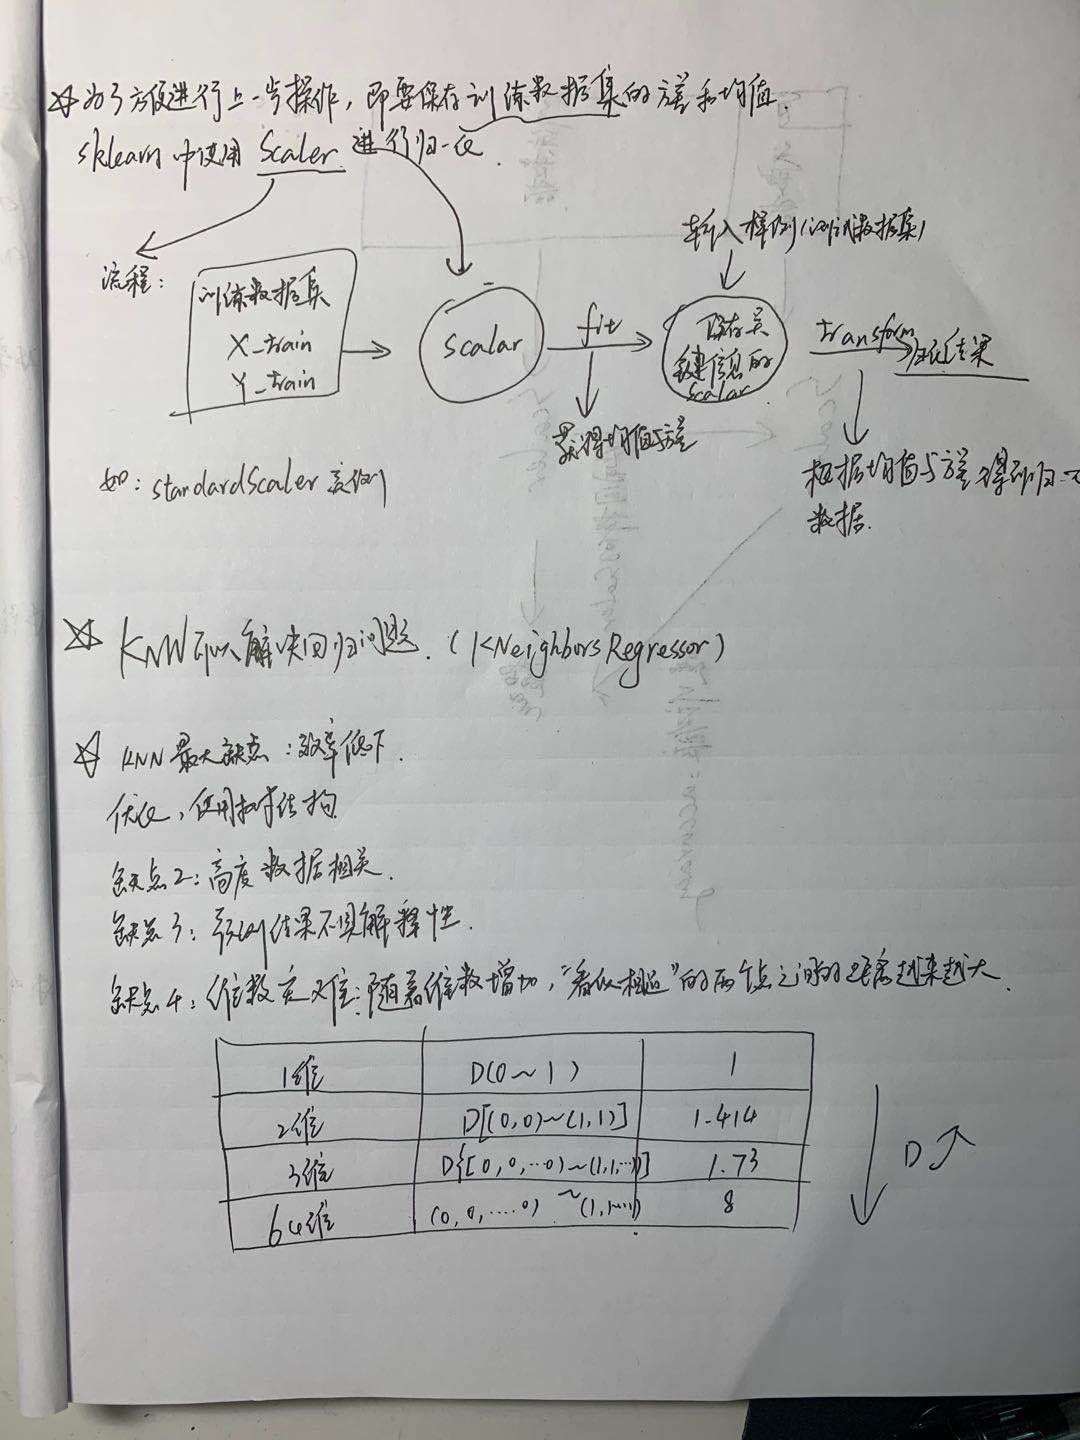 为了方便进行上一步操作，即要保存训练数据集的方差和均值.
sklearn 中使用 Scaler 进行归一化.
流程：
训练数据集
X_train
Y_train
scalar
fit
获得均值与方差
输入样例(测试数据集)
保存关
键信息的
scalar
transform
归一化结果
根据均值与方差得到归一化
数据.
如：standardScaler 案例
KNN可以解决回归问题.(KNeighborsRegressor)
KNN 最大缺点：效率低下.
优化，使用树结构
缺点2：高度数据相关.
缺点3：预测结果不具解释性.
缺点4：维数灾难：随着维数增加，“看似相近”的两个点之间的距离越来越大.
1维 D(0~1) 1
2维 D[(0,0)~(1,1)] 1.414
3维 D{[0,0,…0)~(1,1,…)] 1.73
64维 (0,0,....0) ~(1,1…1) 8
D↗